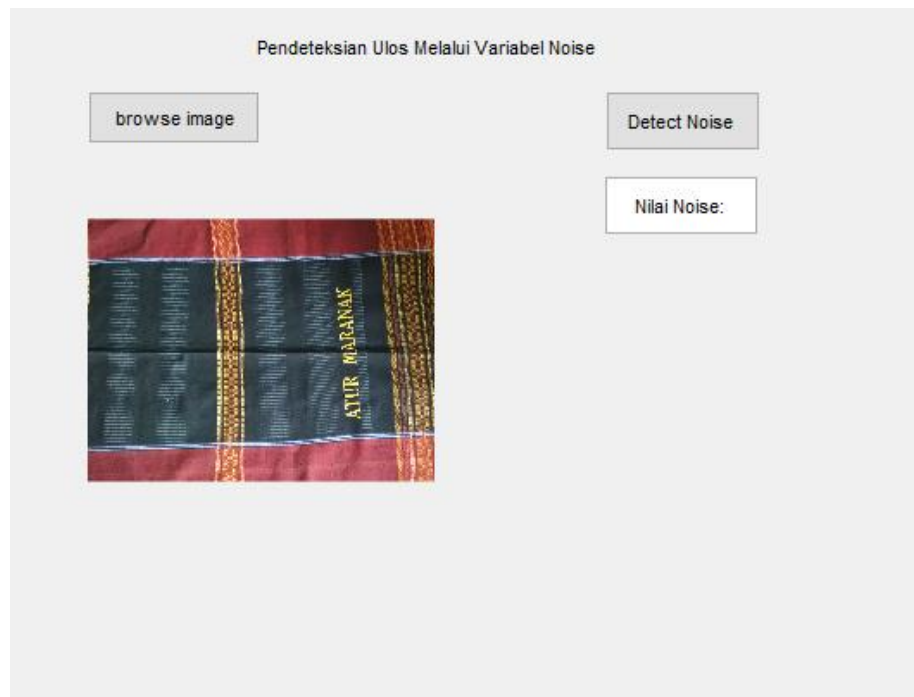 Pendeteksian Ulos Melalui Variabel Noise
browse image
Detect Noise
Nilai Noise:
ATUR MARANAK